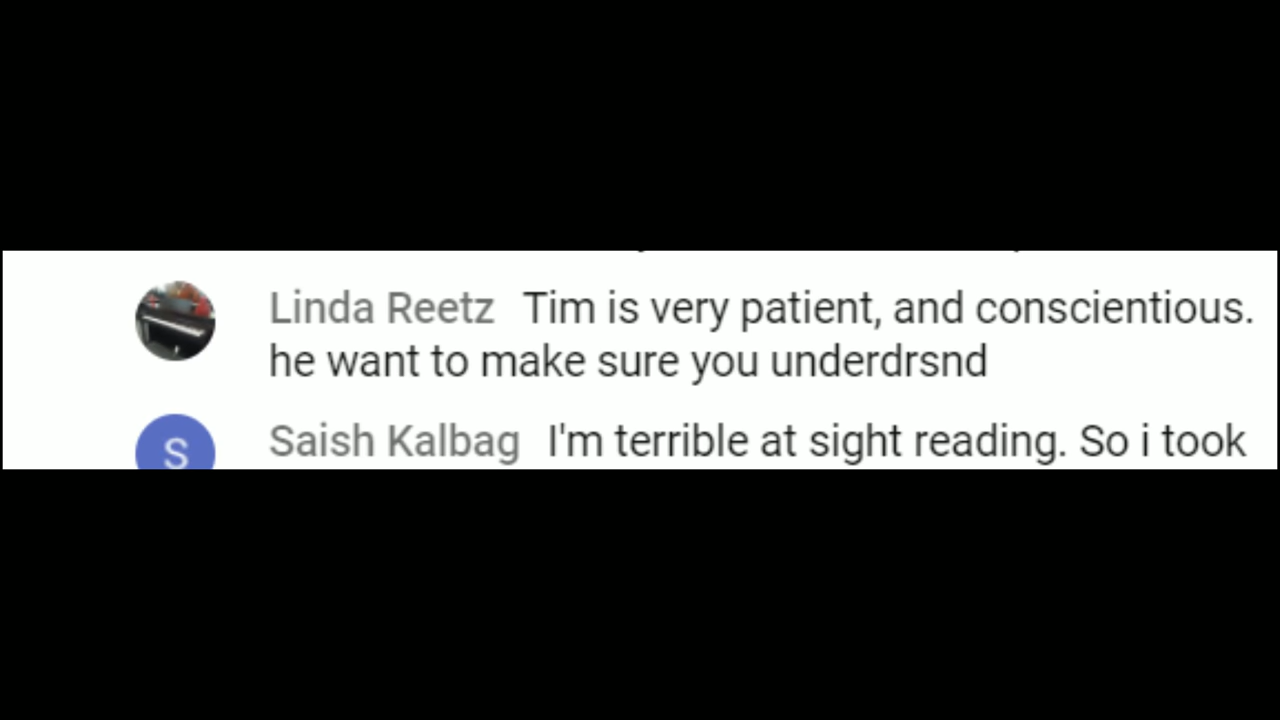 Linda Reetz Tim is very patient, and conscientious.
he want to make sure you underdrsnd
S Saish Kalbag I'm terrible at sight reading. So i took